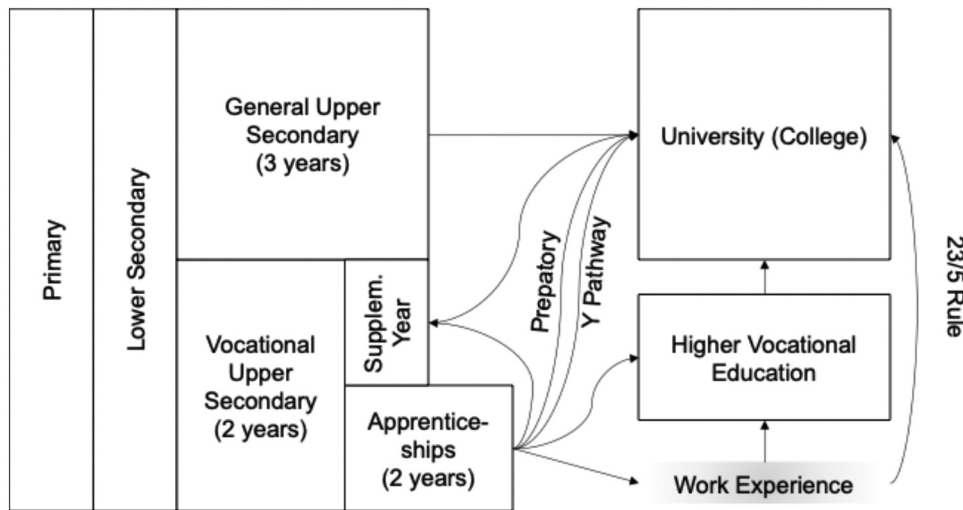 Primary
Lower Secondary
General Upper
Secondary
(3 years)
Vocational
Upper
Secondary
(2 years)
Supplem.
Year
Apprentice-
ships
(2 years)
Prepatory
Y Pathway
University (College)
Higher Vocational
Education
Work Experience
23/5 Rule